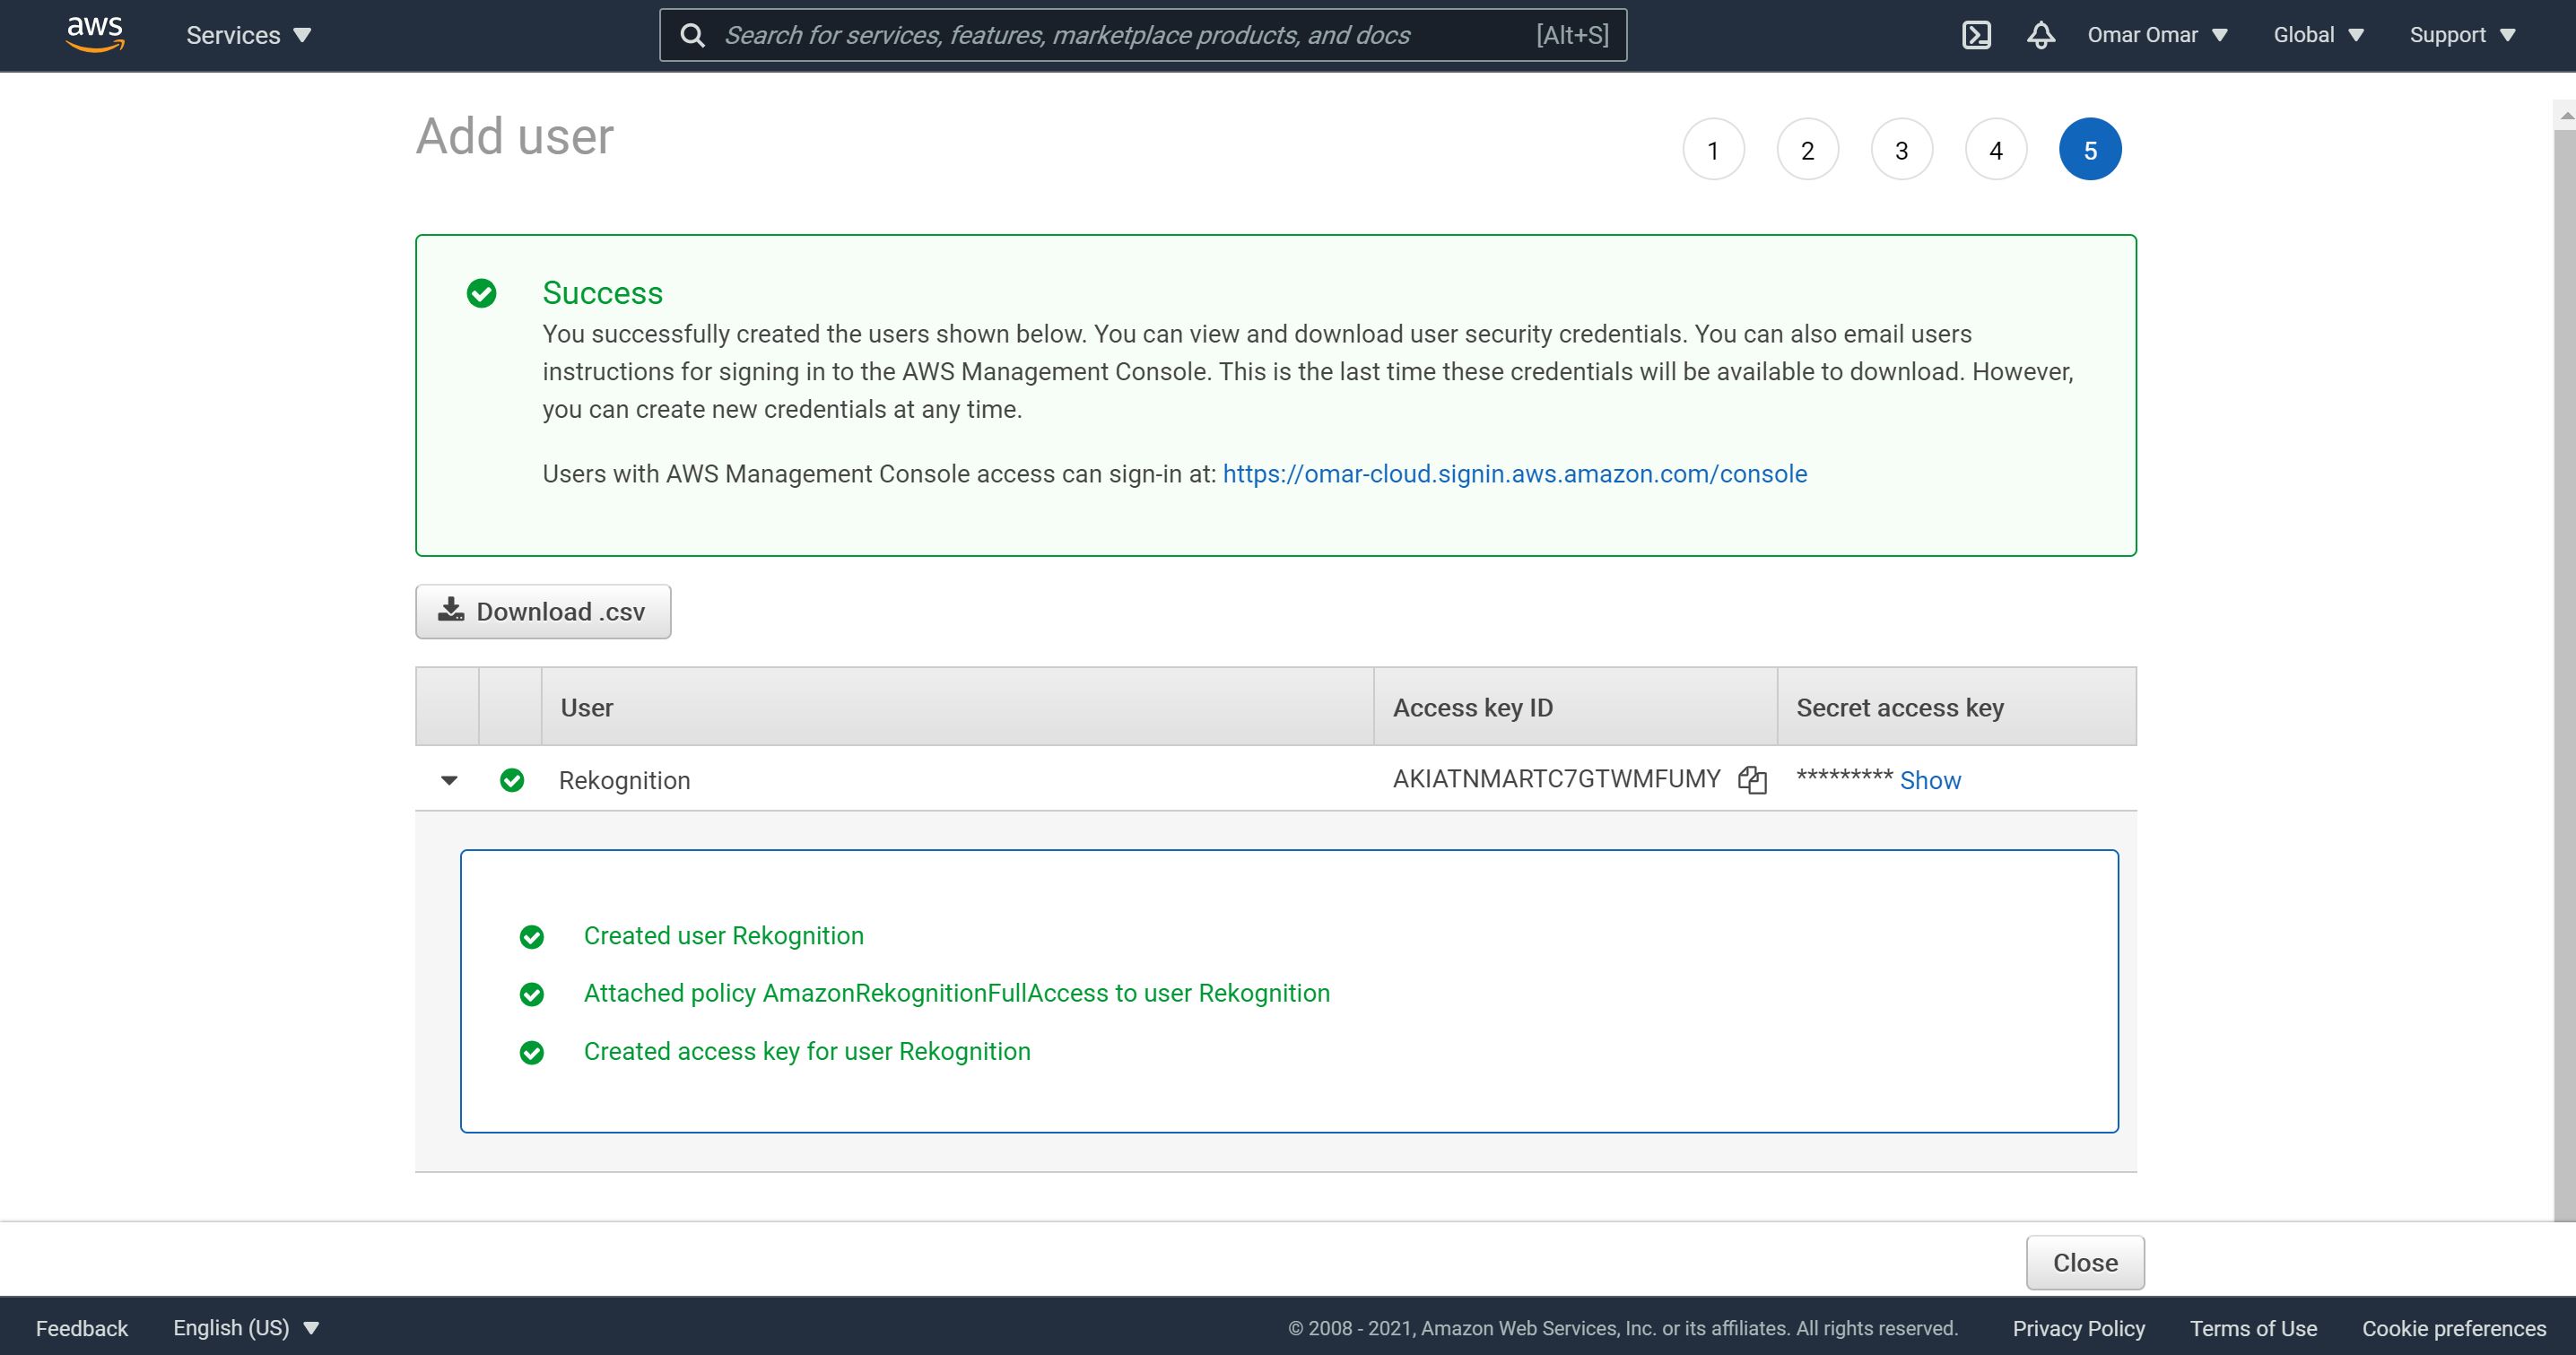 aws Services Search for services, features, marketplace products, and docs [Alt+S] Omar Omar Global Support
Add user 1 2 3 4 5
Success
You successfully created the users shown below. You can view and download user security credentials. You can also email users
instructions for signing in to the AWS Management Console. This is the last time these credentials will be available to download. However,
you can create new credentials at any time.
Users with AWS Management Console access can sign-in at: https://omar-cloud.signin.aws.amazon.com/console
Download .csv
User Access key ID Secret access key
Rekognition AKIATNMARTC7GTWMFUMY ********* Show
Created user Rekognition
Attached policy AmazonRekognitionFullAccess to user Rekognition
Created access key for user Rekognition
Close
Feedback English (US) © 2008 - 2021, Amazon Web Services, Inc. or its affiliates. All rights reserved. Privacy Policy Terms of Use Cookie preferences